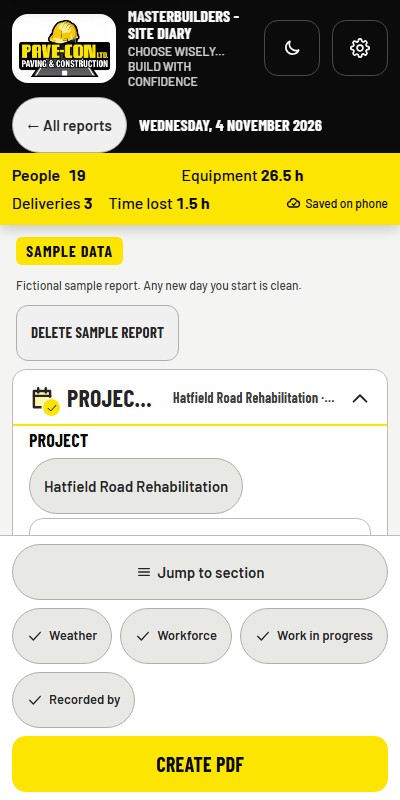 PAVE-CON LTD.
PAVING & CONSTRUCTION
MASTERBUILDERS -
SITE DIARY
CHOOSE WISELY...
BUILD WITH
CONFIDENCE
← All reports
WEDNESDAY, 4 NOVEMBER 2026
People 19
Equipment 26.5 h
Deliveries 3
Time lost 1.5 h
Saved on phone
SAMPLE DATA
Fictional sample report. Any new day you start is clean.
DELETE SAMPLE REPORT
PROJEC...
Hatfield Road Rehabilitation ·...
PROJECT
Hatfield Road Rehabilitation
Jump to section
Weather
Workforce
Work in progress
Recorded by
CREATE PDF